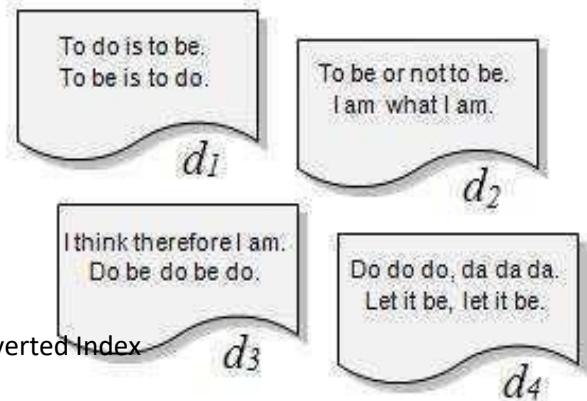 To do is to be.
To be is to do.
d1
To be or not to be.
I am what I am.
d2
I think therefore I am.
Do be do be do.
d3
verted Index
Do do do, da da da.
Let it be, let it be.
d4